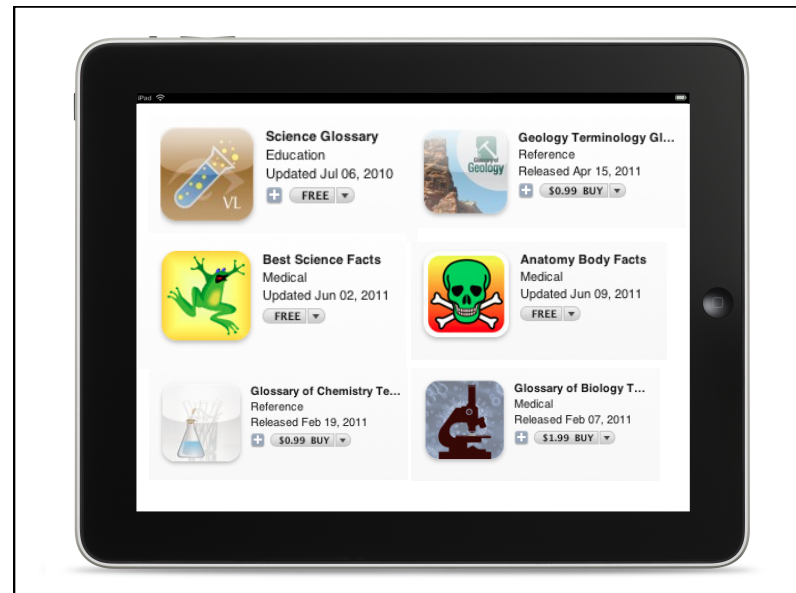 iPad
Science Glossary
Education
Updated Jul 06, 2010
FREE
VL
Glossary of
Geology
Geology Terminology Gl...
Reference
Released Apr 15, 2011
$0.99 BUY
Best Science Facts
Medical
Updated Jun 02, 2011
FREE
Anatomy Body Facts
Medical
Updated Jun 09, 2011
FREE
Glossary of Chemistry Te...
Reference
Released Feb 19, 2011
$0.99 BUY
Glossary of Biology T...
Medical
Released Feb 07, 2011
$1.99 BUY